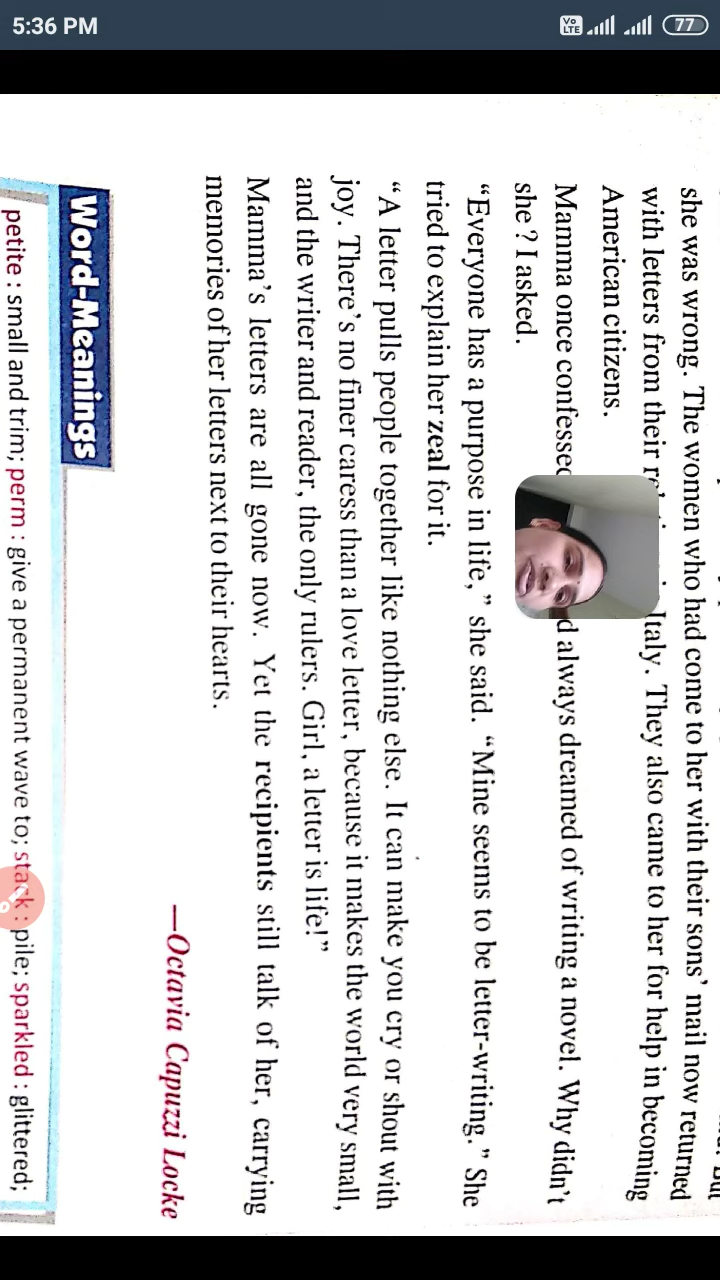 5:36 PM
Vo LTE
77
she was wrong. The women who had come to her with their sons' mail now returned
with letters from their Italy. They also came to her for help in becoming
American citizens.
Mamma once confessed always dreamed of writing a novel. Why didn't
she ? I asked.
“Everyone has a purpose in life,” she said. “Mine seems to be letter-writing.” She
tried to explain her zeal for it.
“A letter pulls people together like nothing else. It can make you cry or shout with
joy. There's no finer caress than a love letter, because it makes the world very small,
and the writer and reader, the only rulers. Girl, a letter is life!”
Mamma's letters are all gone now. Yet the recipients still talk of her, carrying
memories of her letters next to their hearts.
—Octavia Capuzzi Locke
Word-Meanings
petite : small and trim; perm : give a permanent wave to; stack : pile; sparkled : glittered;